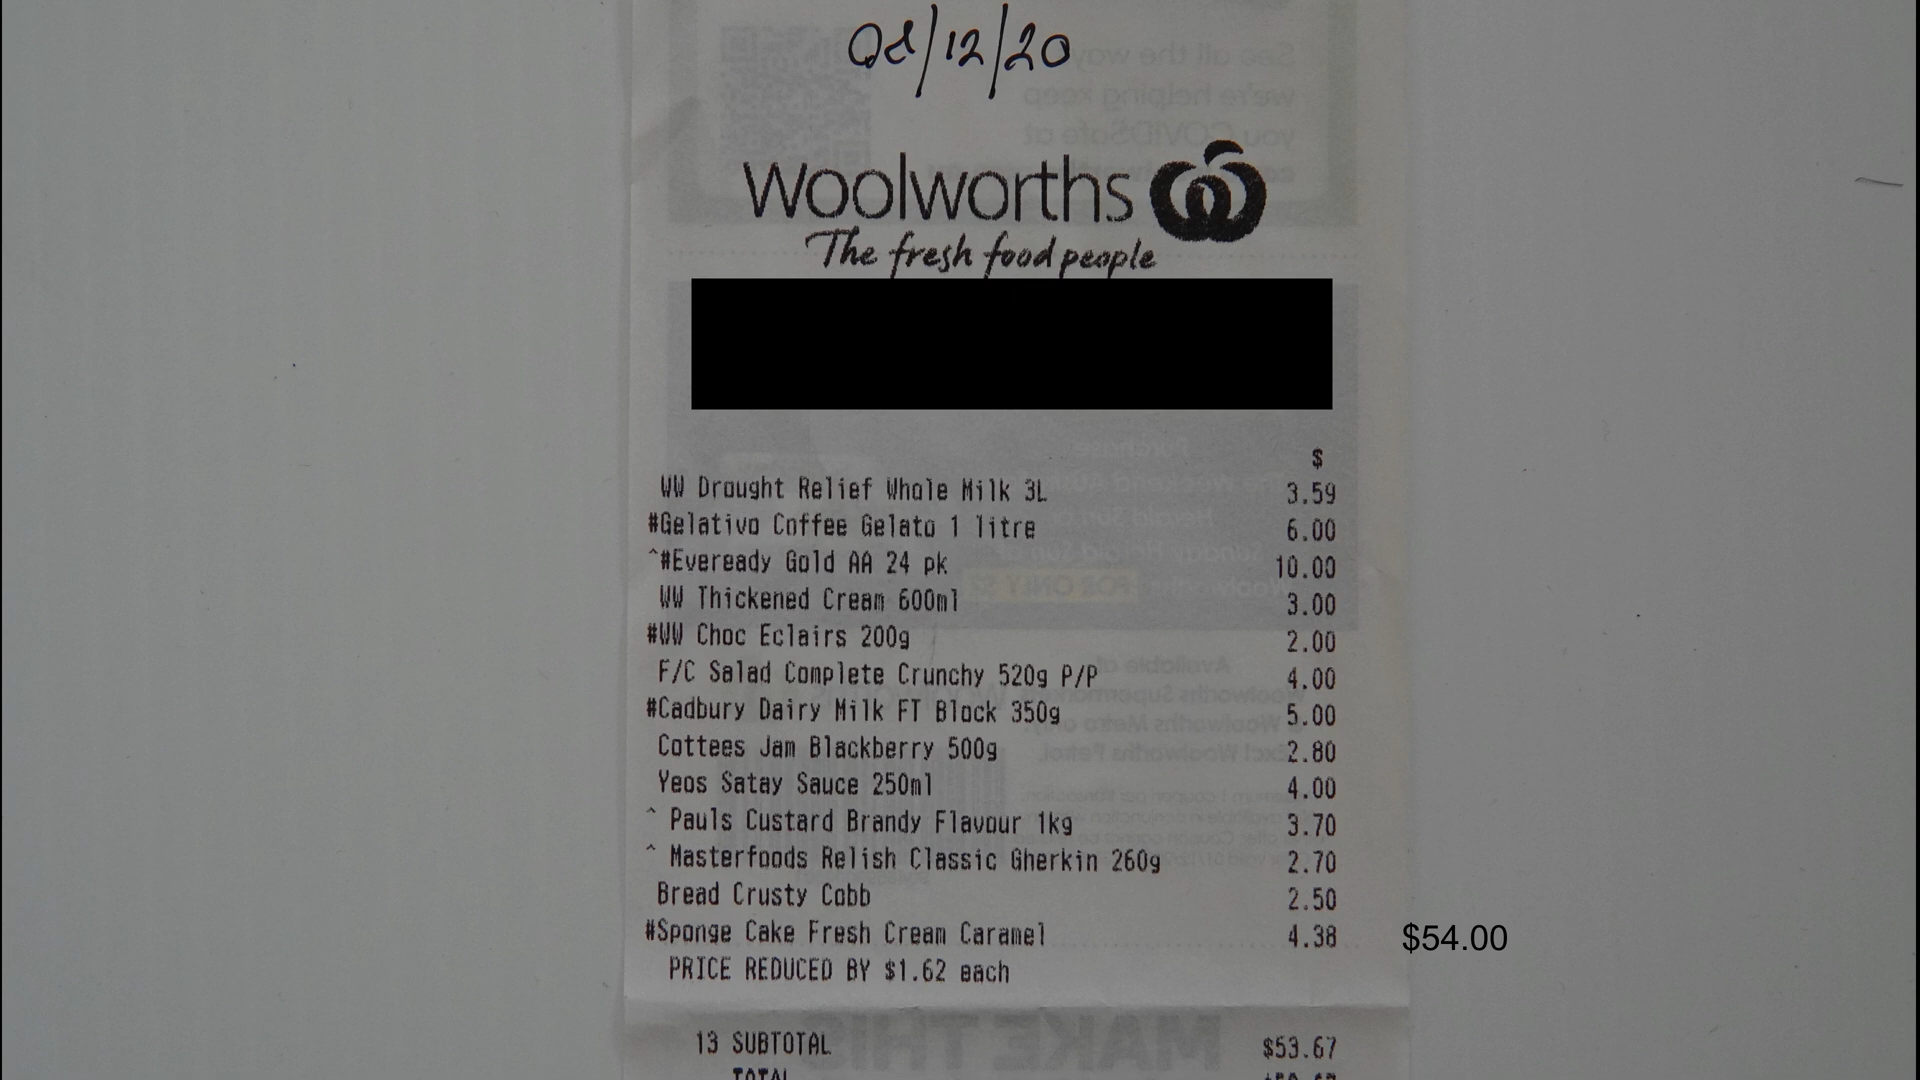 02/12/20
Woolworths
The fresh food people
$
WW Drought Relief Whole Milk 3L 3.59
#Gelativo Coffee Gelato 1 litre 6.00
^#Eveready Gold AA 24 pk 10.00
WW Thickened Cream 600ml 3.00
#WW Choc Eclairs 200g 2.00
F/C Salad Complete Crunchy 520g P/P 4.00
#Cadbury Dairy Milk FT Block 350g 5.00
Cottees Jam Blackberry 500g 2.80
Yeos Satay Sauce 250ml 4.00
^ Pauls Custard Brandy Flavour 1kg 3.70
^ Masterfoods Relish Classic Gherkin 260g 2.70
Bread Crusty Cobb 2.50
#Sponge Cake Fresh Cream Caramel 4.38 $54.00
PRICE REDUCED BY $1.62 each
13 SUBTOTAL $53.67
TOTAL